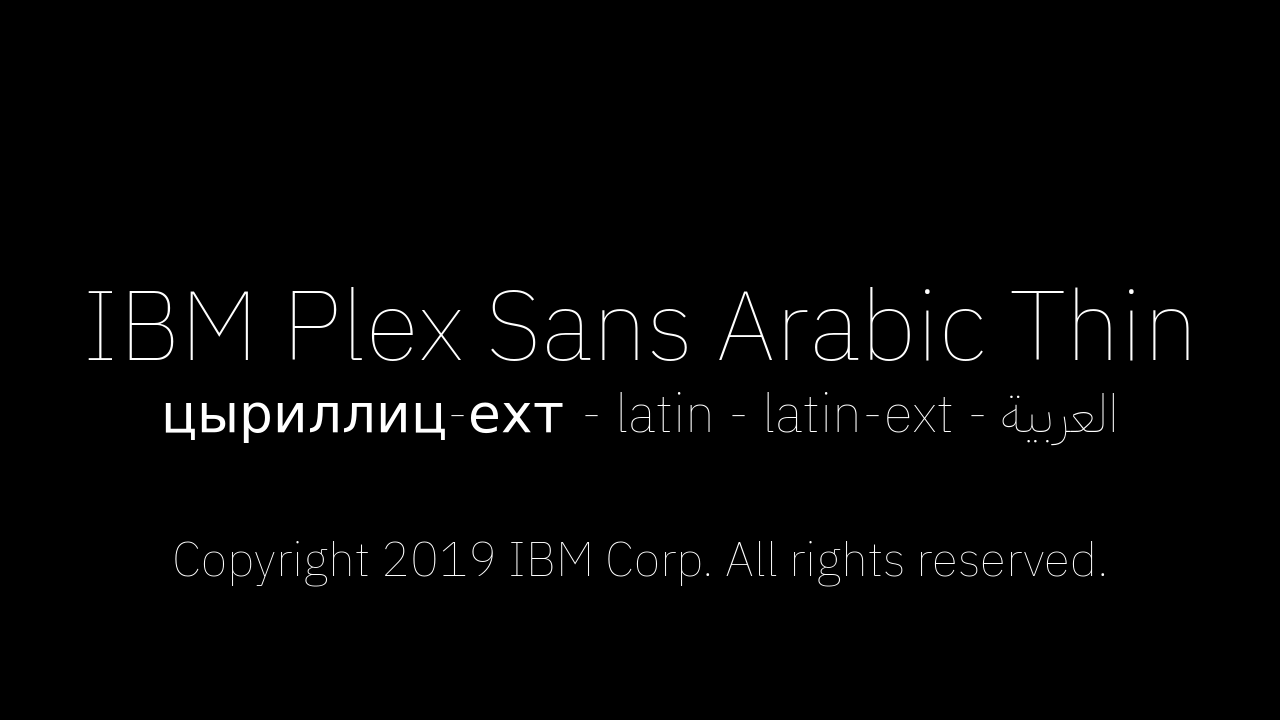 IBM Plex Sans Arabic Thin
цыриллиц-ехт - latin - latin-ext - العربية
Copyright 2019 IBM Corp. All rights reserved.